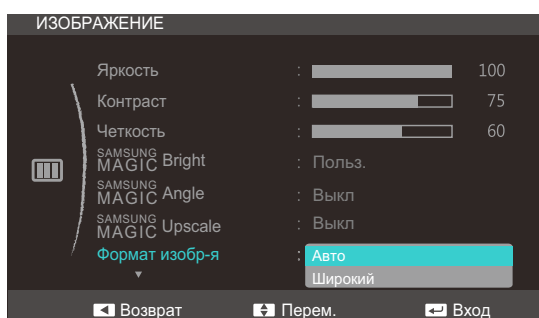 ИЗОБРАЖЕНИЕ
Яркость : 100
Контраст : 75
Четкость : 60
SAMSUNG MAGIC Bright : Польз.
SAMSUNG MAGIC Angle : Выкл
SAMSUNG MAGIC Upscale : Выкл
Формат изобр-я : Авто
Широкий
Возврат Перем. Вход